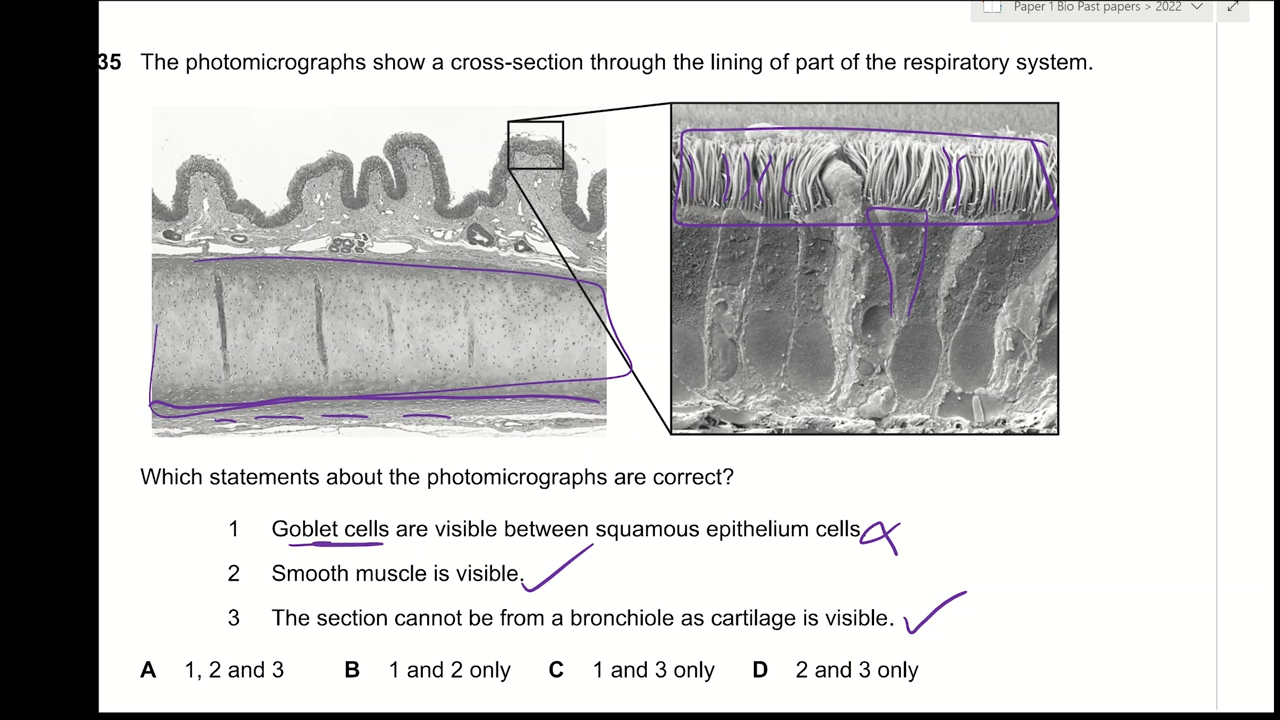 Paper 1 Bio Past papers > 2022
35 The photomicrographs show a cross-section through the lining of part of the respiratory system.
Which statements about the photomicrographs are correct?
1 Goblet cells are visible between squamous epithelium cells
2 Smooth muscle is visible.
3 The section cannot be from a bronchiole as cartilage is visible.
A 1, 2 and 3 B 1 and 2 only C 1 and 3 only D 2 and 3 only